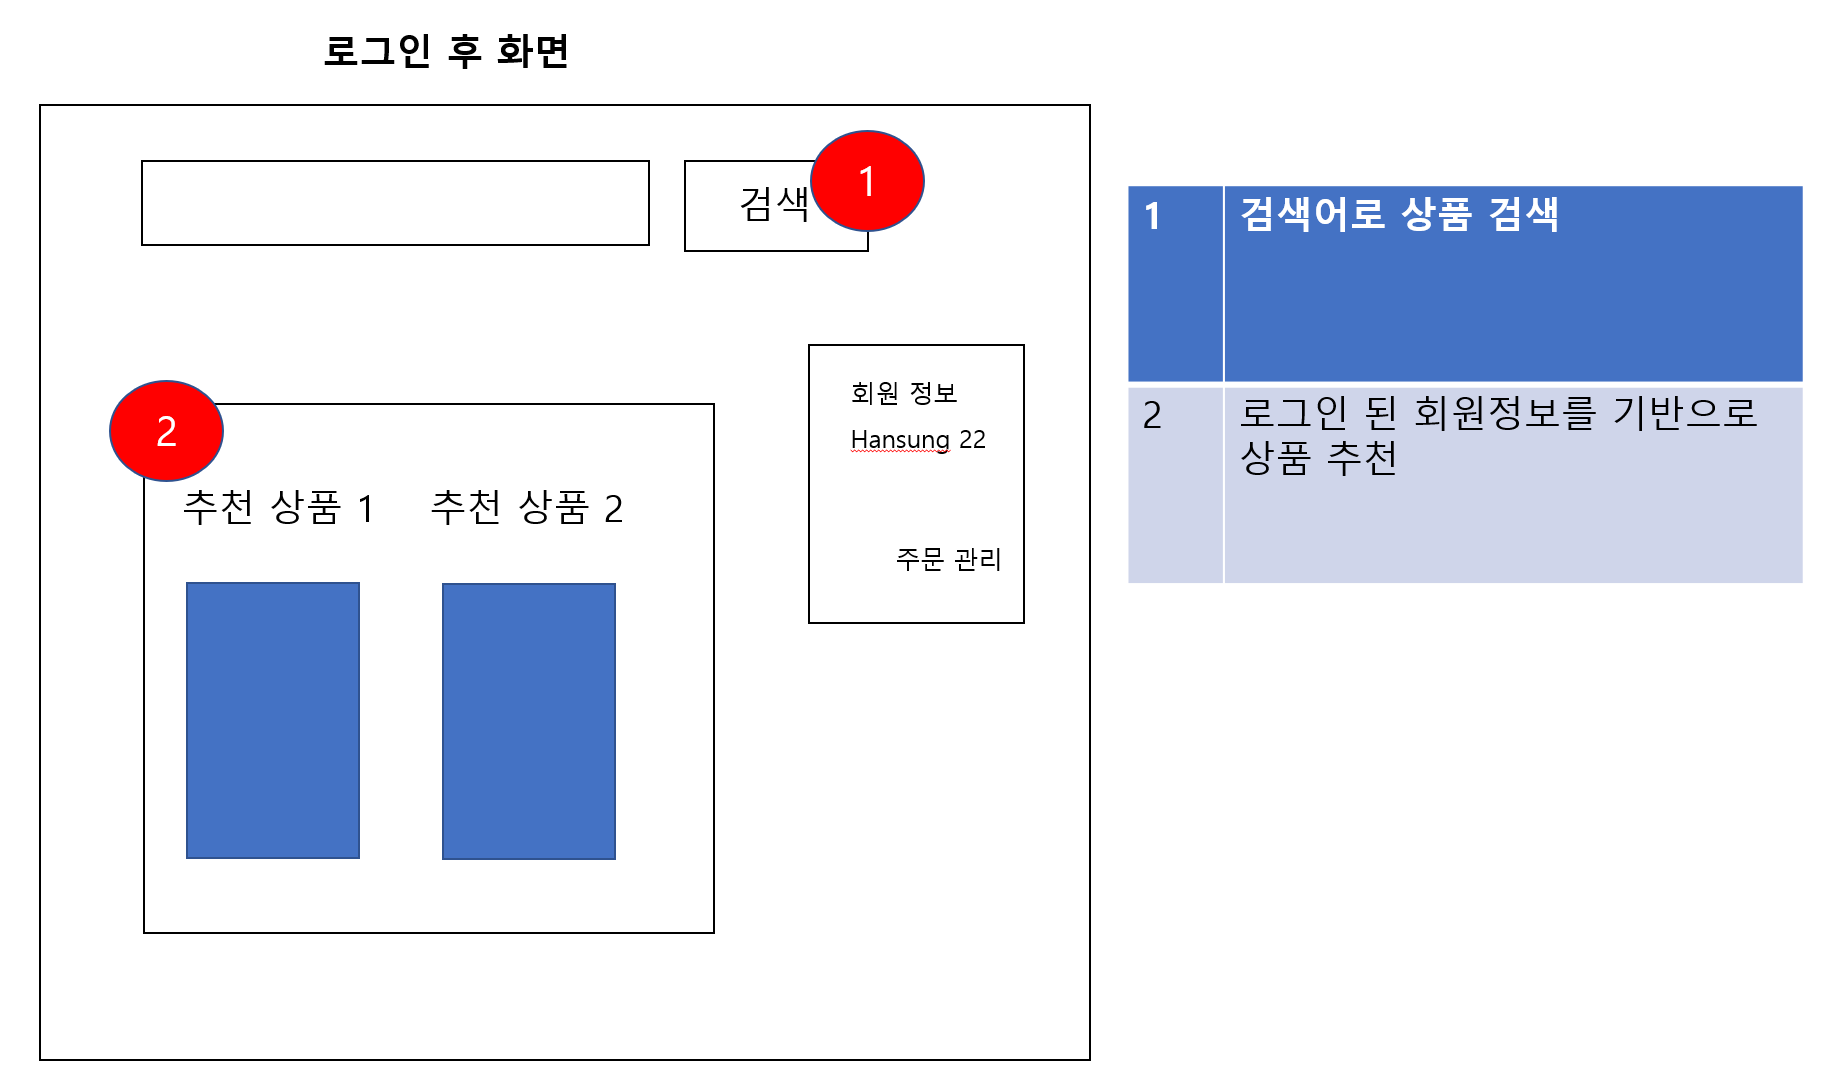 로그인 후 화면
검색
1
회원 정보
Hansung 22
주문 관리
2
추천 상품 1
추천 상품 2
1
검색어로 상품 검색
2
로그인 된 회원정보를 기반으로
상품 추천